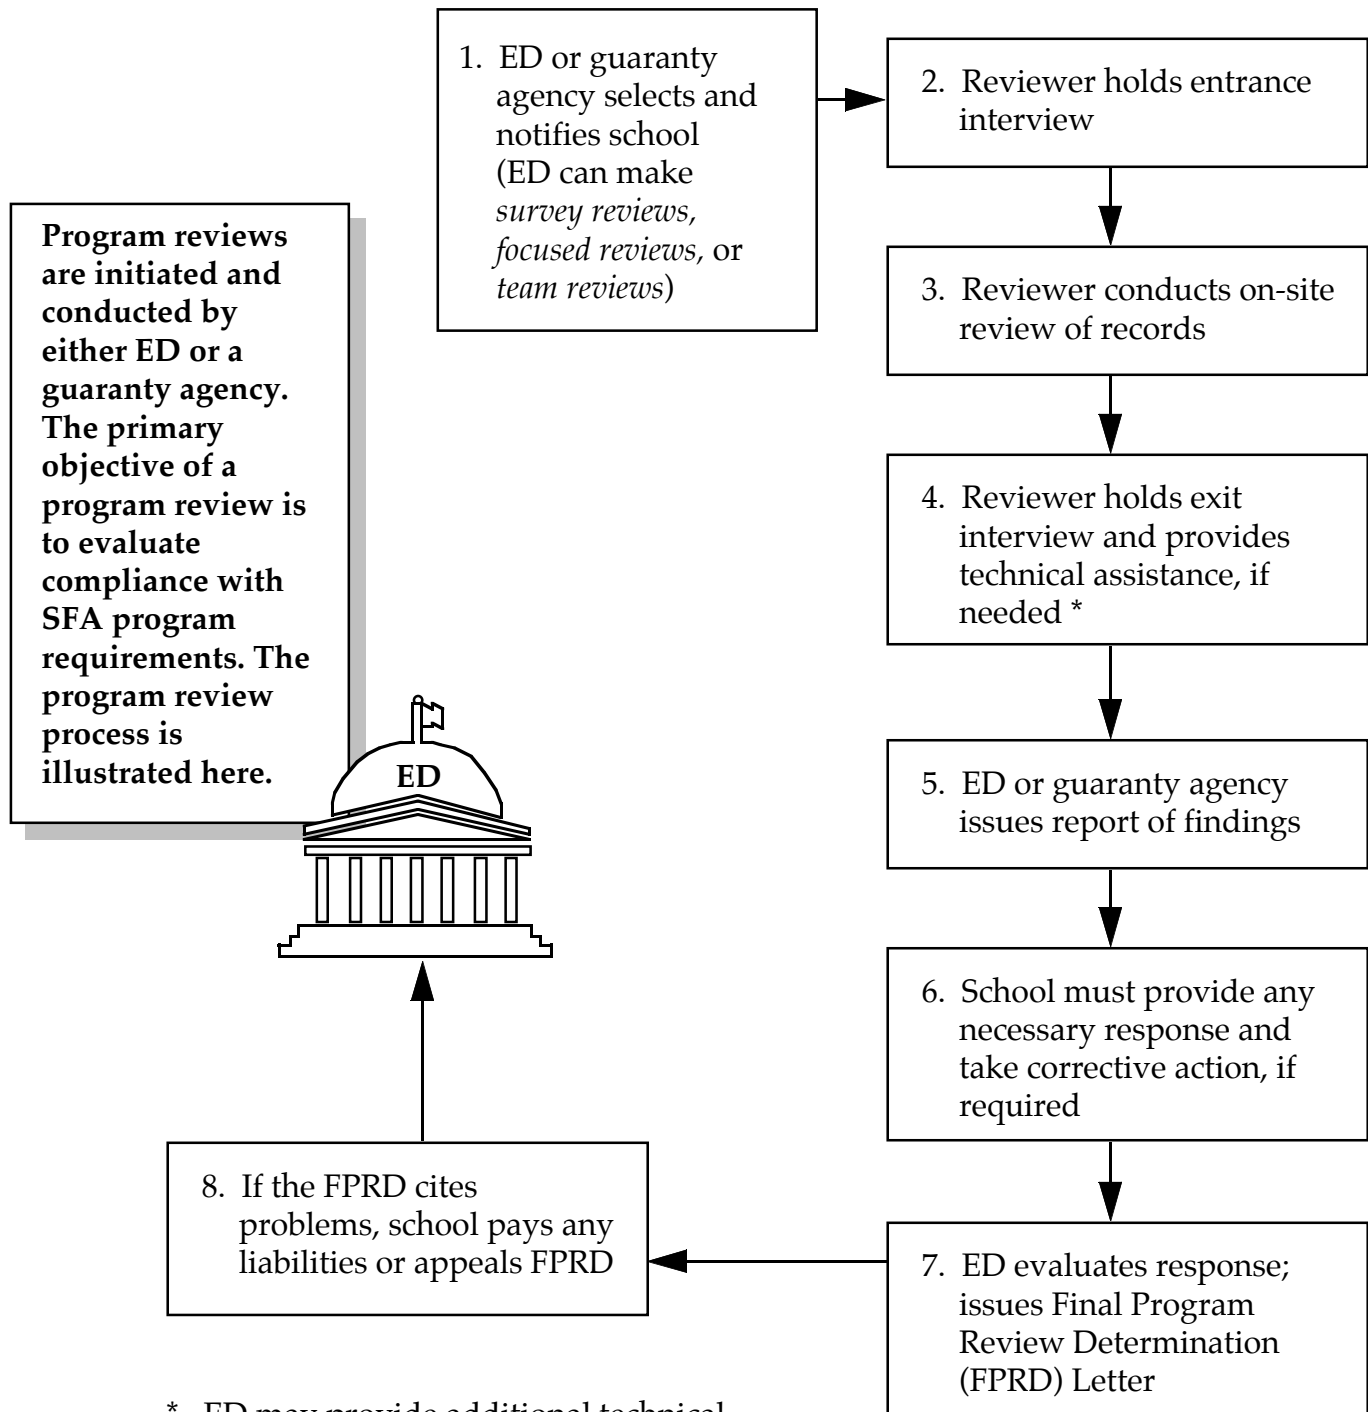 1. ED or guaranty
agency selects and
notifies school
(ED can make
survey reviews,
focused reviews, or
team reviews)
2. Reviewer holds entrance
interview
Program reviews
are initiated and
conducted by
either ED or a
guaranty agency.
The primary
objective of a
program review is
to evaluate
compliance with
SFA program
requirements. The
program review
process is
illustrated here.
3. Reviewer conducts on-site
review of records
4. Reviewer holds exit
interview and provides
technical assistance, if
needed *
ED
5. ED or guaranty agency
issues report of findings
6. School must provide any
necessary response and
take corrective action, if
required
7. ED evaluates response;
issues Final Program
Review Determination
(FPRD) Letter
8. If the FPRD cites
problems, school pays any
liabilities or appeals FPRD
* ED may provide additional technical